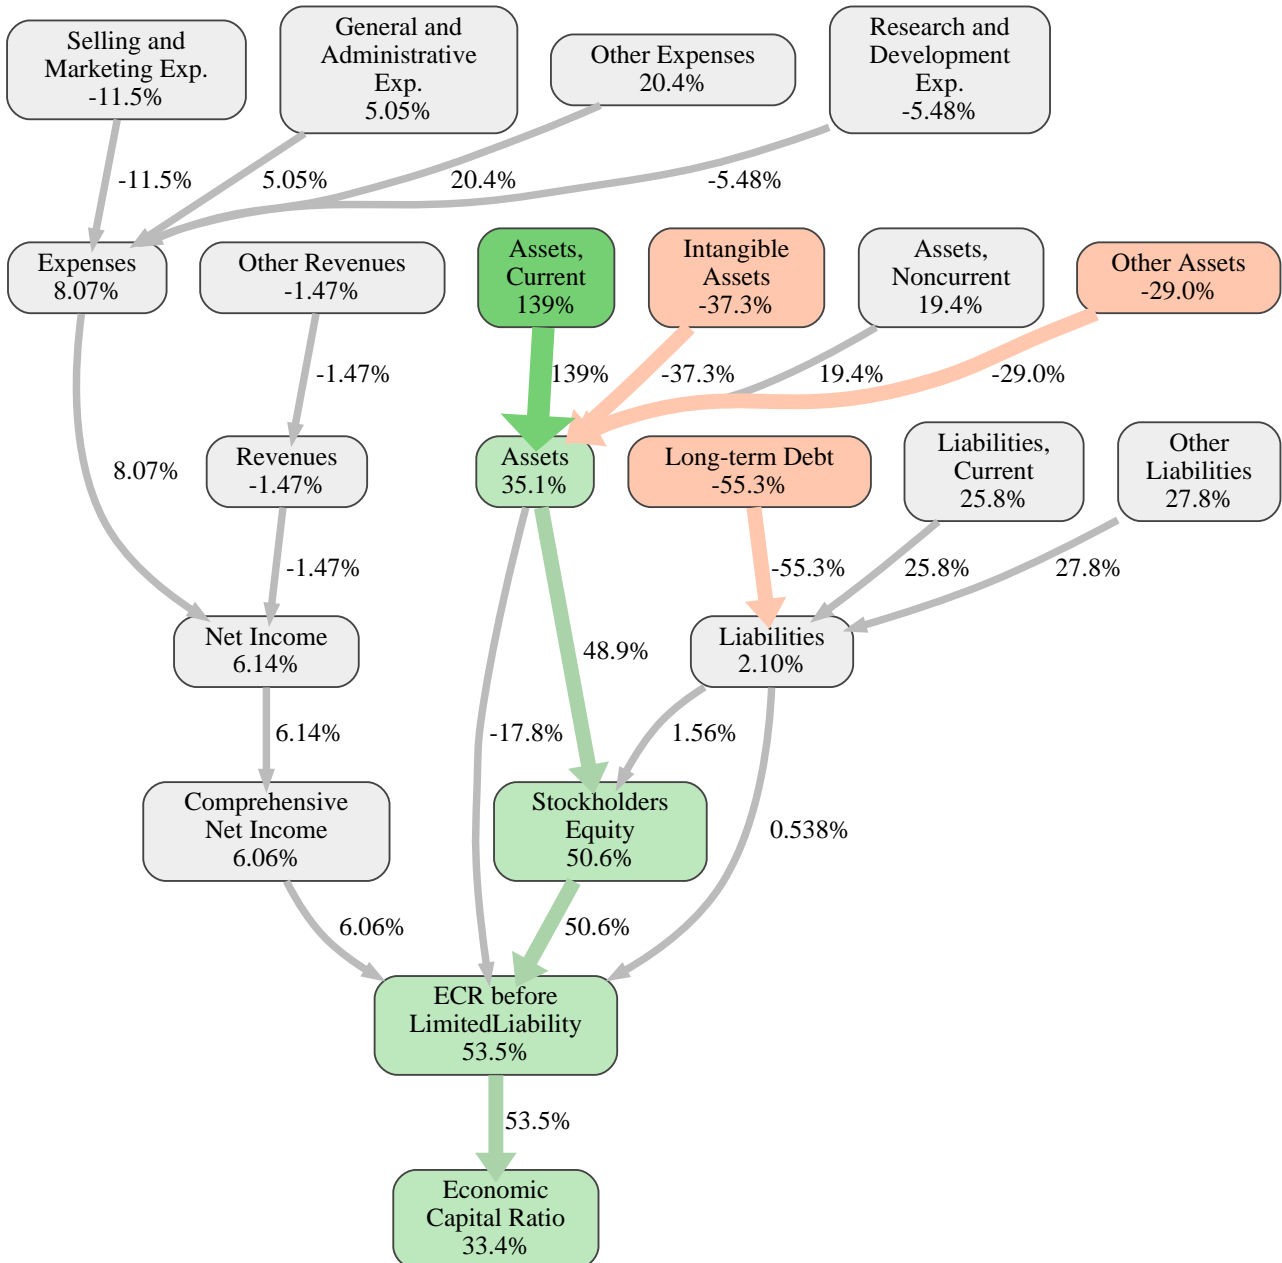 Selling and
Marketing Exp.
-11.5%
General and
Administrative
Exp.
5.05%
Other Expenses
20.4%
Research and
Development
Exp.
-5.48%
-11.5%
5.05%
20.4%
-5.48%
Expenses
8.07%
Other Revenues
-1.47%
Assets,
Current
139%
Intangible
Assets
-37.3%
Assets,
Noncurrent
19.4%
Other Assets
-29.0%
-1.47%
139%
-37.3%
19.4%
-29.0%
8.07%
Revenues
-1.47%
Assets
35.1%
Long-term Debt
-55.3%
Liabilities,
Current
25.8%
Other
Liabilities
27.8%
-1.47%
-55.3%
25.8%
27.8%
Net Income
6.14%
48.9%
Liabilities
2.10%
6.14%
-17.8%
1.56%
Comprehensive
Net Income
6.06%
Stockholders
Equity
50.6%
0.538%
6.06%
50.6%
ECR before
LimitedLiability
53.5%
53.5%
Economic
Capital Ratio
33.4%